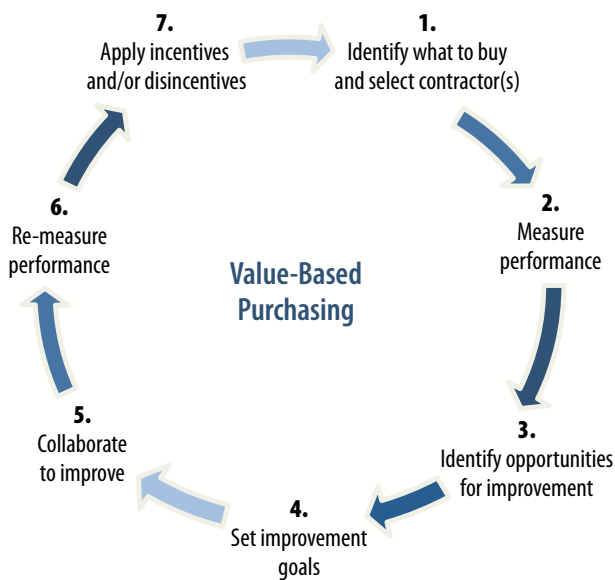 1.
Identify what to buy
and select contractor(s)
2.
Measure
performance
3.
Identify opportunities
for improvement
4.
Set improvement
goals
5.
Collaborate
to improve
6.
Re-measure
performance
7.
Apply incentives
and/or disincentives
Value-Based
Purchasing